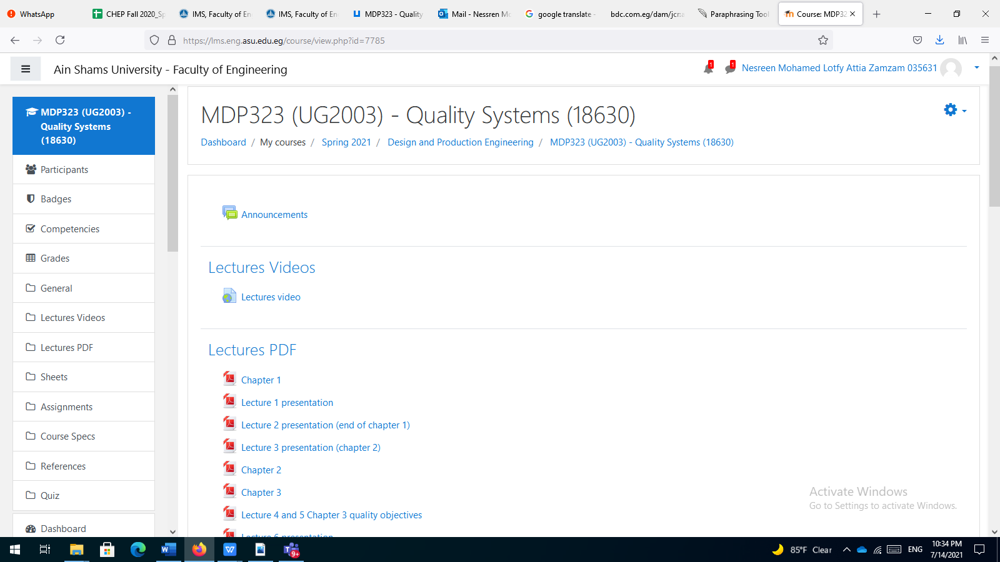 WhatsApp
CHEP Fall 2020_Sp
IMS, Faculty of En
IMS, Faculty of En
MDP323 - Quality
Mail - Nessren Mo
google translate -
bdc.com.eg/dam/jcr:a
Paraphrasing Tool
Course: MDP32
https://lms.eng.asu.edu.eg/course/view.php?id=7785
Ain Shams University - Faculty of Engineering
1
1
Nesreen Mohamed Lotfy Attia Zamzam 035631
MDP323 (UG2003) -
Quality Systems
(18630)
Participants
Badges
Competencies
Grades
General
Lectures Videos
Lectures PDF
Sheets
Assignments
Course Specs
References
Quiz
Dashboard
MDP323 (UG2003) - Quality Systems (18630)
Dashboard / My courses / Spring 2021 / Design and Production Engineering / MDP323 (UG2003) - Quality Systems (18630)
Announcements
Lectures Videos
Lectures video
Lectures PDF
Chapter 1
Lecture 1 presentation
Lecture 2 presentation (end of chapter 1)
Lecture 3 presentation (chapter 2)
Chapter 2
Chapter 3
Lecture 4 and 5 Chapter 3 quality objectives
Lecture 6 presentation
Activate Windows
Go to Settings to activate Windows.
9+
85°F Clear
ENG
10:34 PM
7/14/2021